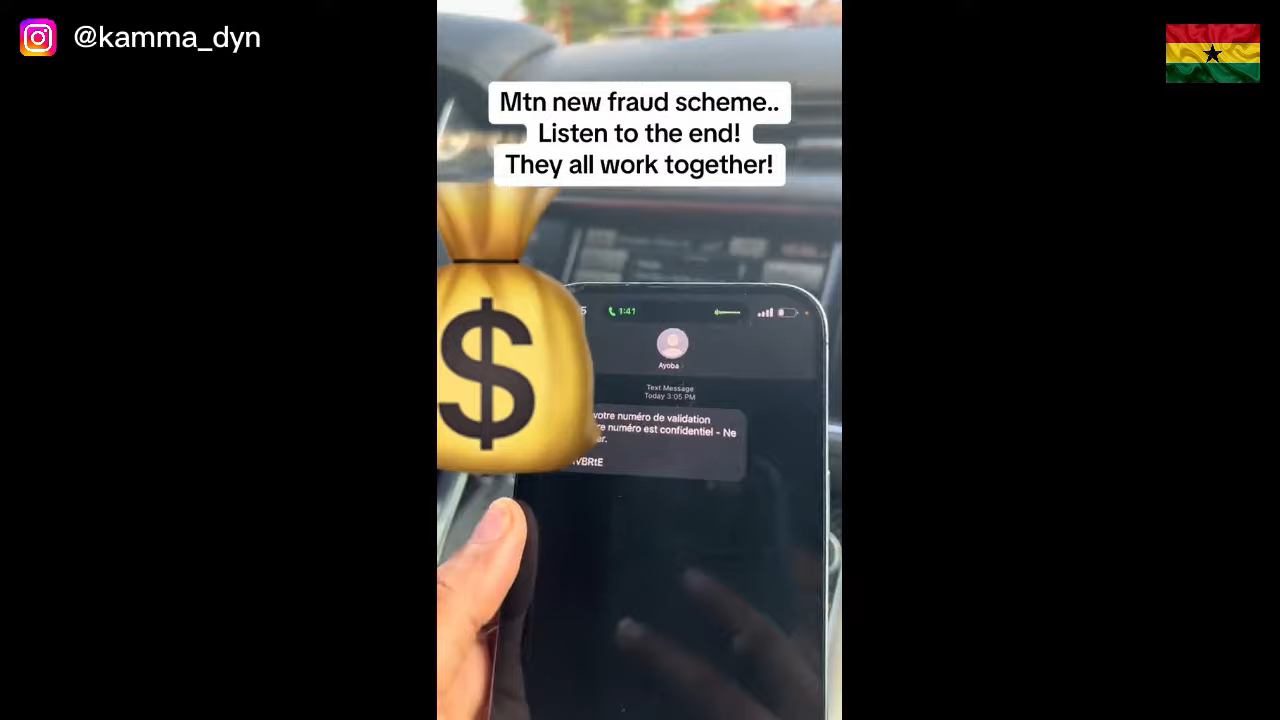 @kamma_dyn
Mtn new fraud scheme..
Listen to the end!
They all work together!
$
5
1:41
Ayoba
Text Message
Today 3:05 PM
votre numéro de validation
numéro est confidentiel - Ne